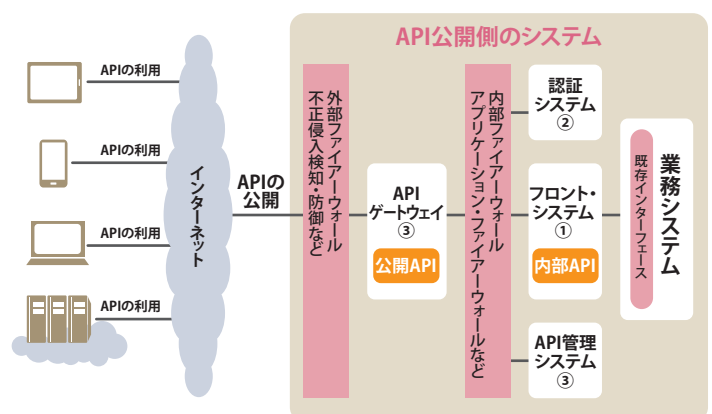 API公開側のシステム
APIの利用
APIの利用
APIの利用
APIの利用
インターネット
APIの
公開
外部ファイアーウォール
不正侵入検知・防御など
API
ゲートウェイ
③
公開API
内部ファイアーウォール
アプリケーション・ファイアーウォールなど
認証
システム
②
フロント・
システム
①
内部API
API管理
システム
③
業務システム
既存インターフェース